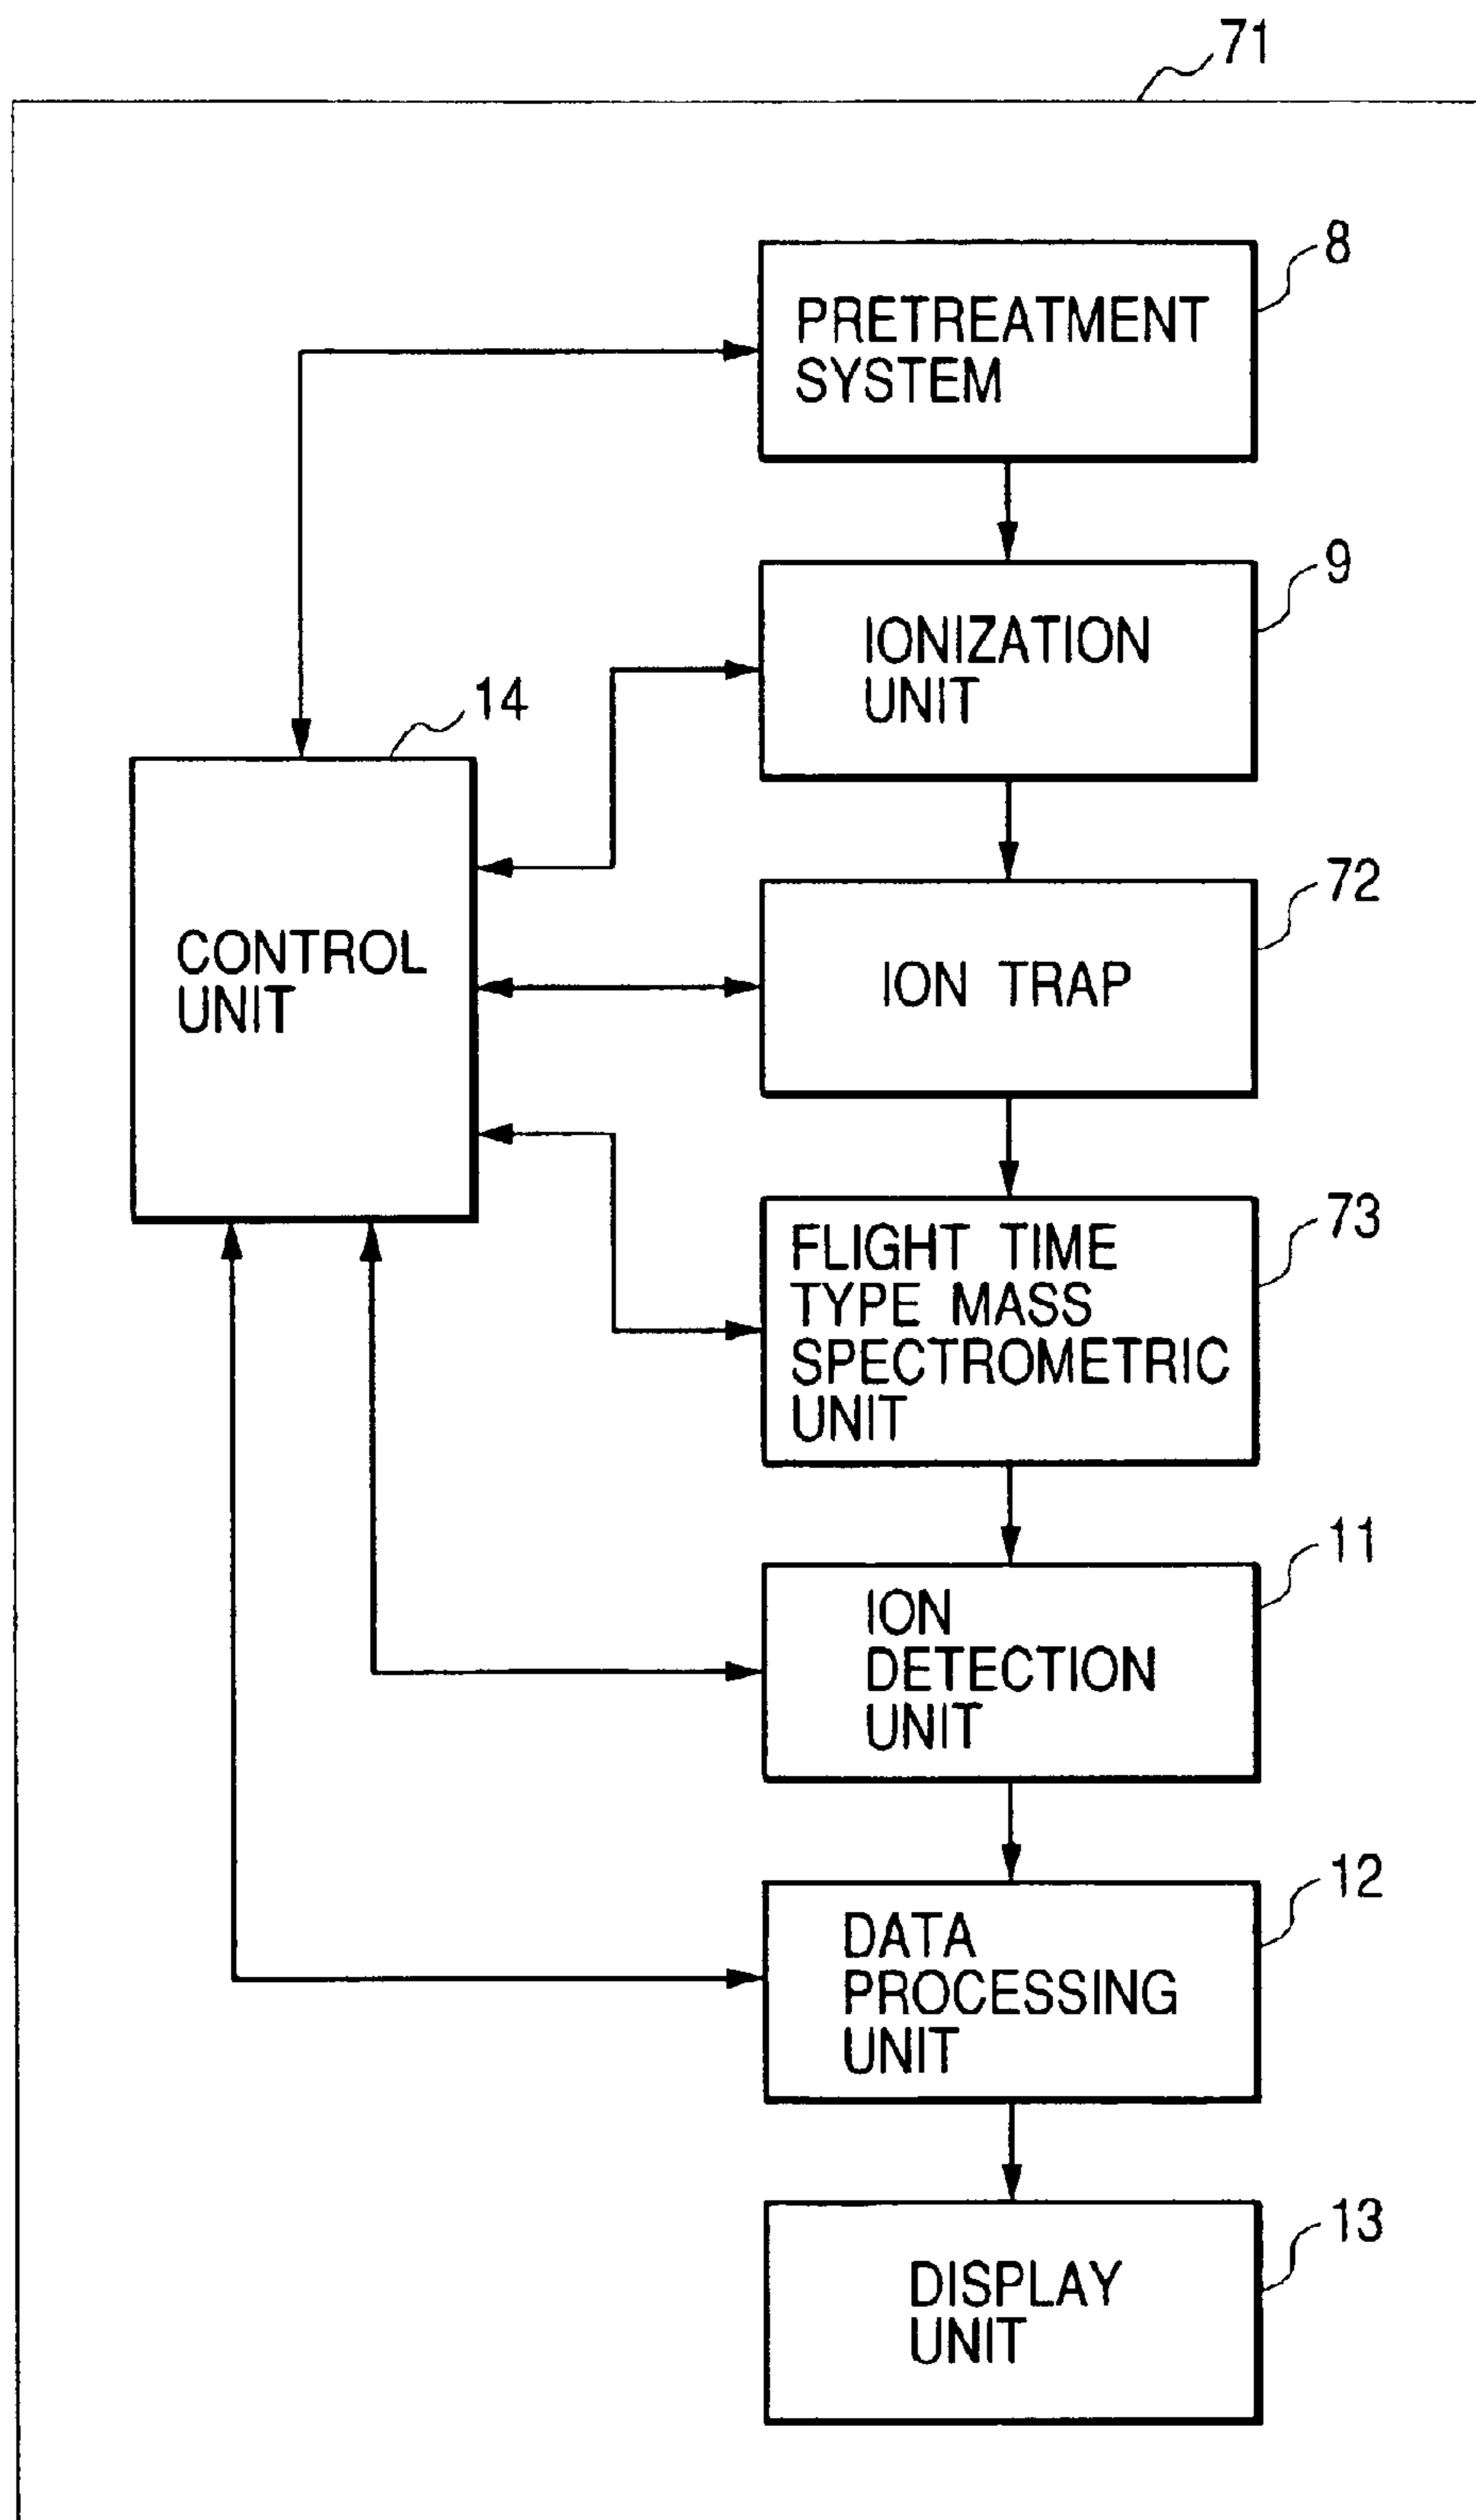 71
8
PRETREATMENT
SYSTEM
9
IONIZATION
UNIT
14
CONTROL
UNIT
72
ION TRAP
73
FLIGHT TIME
TYPE MASS
SPECTROMETRIC
UNIT
11
ION
DETECTION
UNIT
12
DATA
PROCESSING
UNIT
13
DISPLAY
UNIT